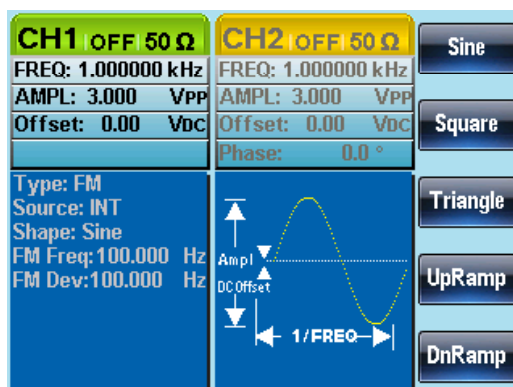 CH1 OFF 50 Ω
FREQ: 1.000000 kHz
AMPL: 3.000 VPP
Offset: 0.00 VDC
CH2 OFF 50 Ω
FREQ: 1.000000 kHz
AMPL: 3.000 VPP
Offset: 0.00 VDC
Phase: 0.0 °
Type: FM
Source: INT
Shape: Sine
FM Freq:100.000 Hz
FM Dev:100.000 Hz
Ampl
DC Offset
1/FREQ
Sine
Square
Triangle
UpRamp
DnRamp